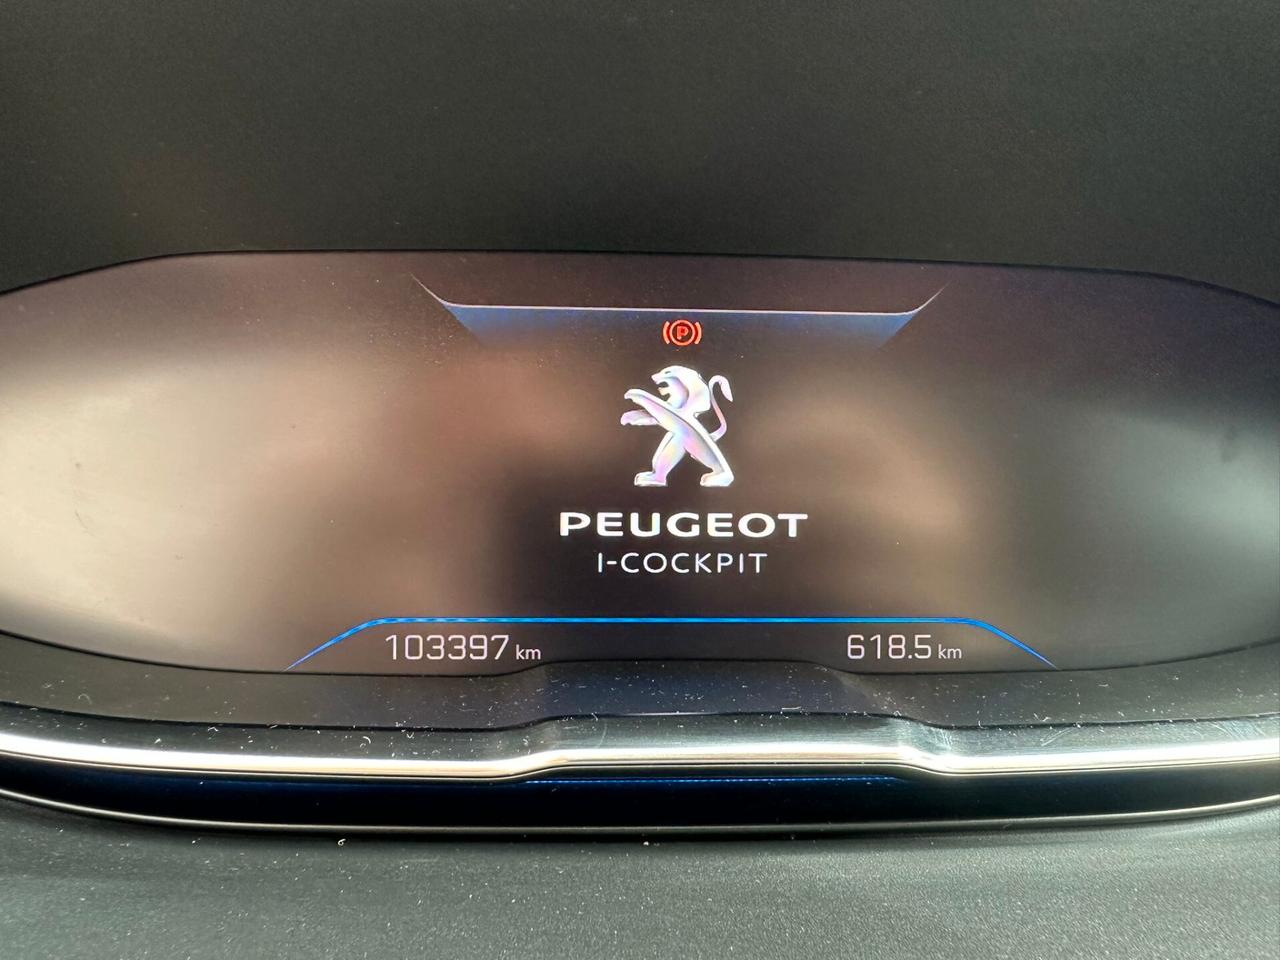 (P)
PEUGEOT
I-COCKPIT
103397 km
618.5 km